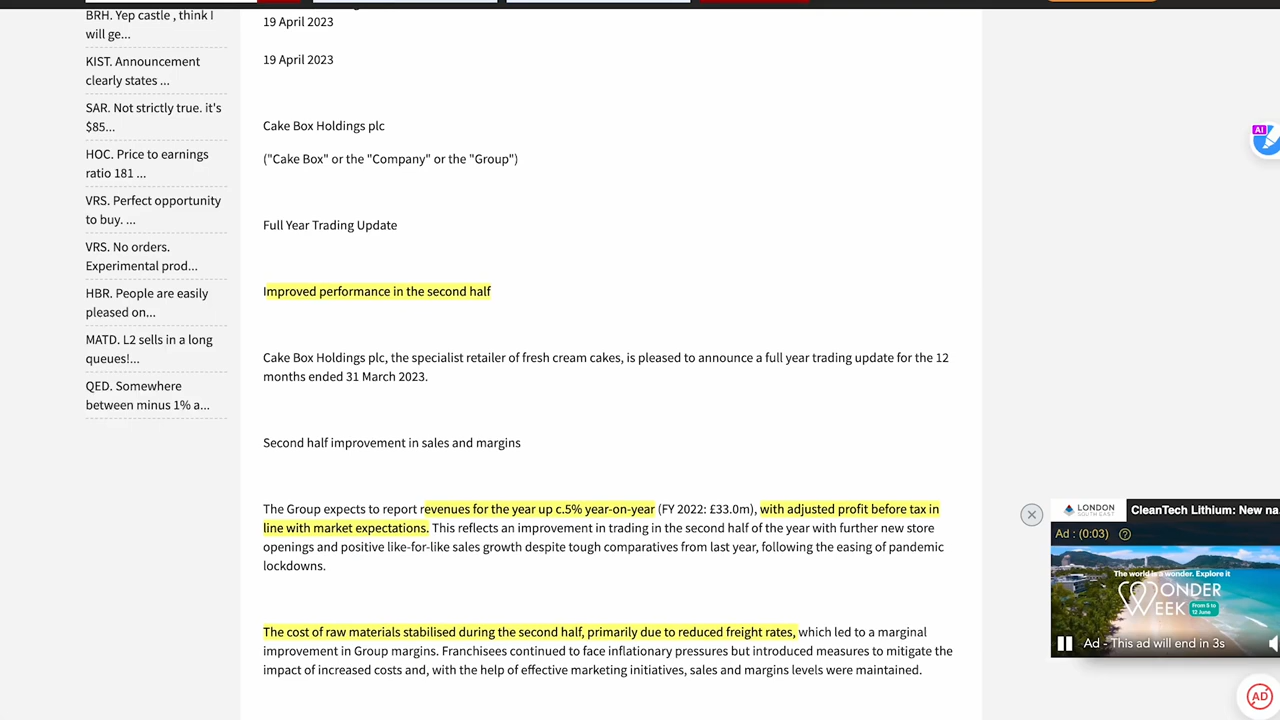 BRH. Yep castle , think I
will ge...
KIST. Announcement
clearly states ...
SAR. Not strictly true. it's
$85...
HOC. Price to earnings
ratio 181 ...
VRS. Perfect opportunity
to buy. ...
VRS. No orders.
Experimental prod...
HBR. People are easily
pleased on...
MATD. L2 sells in a long
queues!...
QED. Somewhere
between minus 1% a...
19 April 2023
19 April 2023
Cake Box Holdings plc
("Cake Box" or the "Company" or the "Group")
Full Year Trading Update
Improved performance in the second half
Cake Box Holdings plc, the specialist retailer of fresh cream cakes, is pleased to announce a full year trading update for the 12
months ended 31 March 2023.
Second half improvement in sales and margins
The Group expects to report revenues for the year up c.5% year-on-year (FY 2022: £33.0m), with adjusted profit before tax in
line with market expectations. This reflects an improvement in trading in the second half of the year with further new store
openings and positive like-for-like sales growth despite tough comparatives from last year, following the easing of pandemic
lockdowns.
The cost of raw materials stabilised during the second half, primarily due to reduced freight rates, which led to a marginal
improvement in Group margins. Franchisees continued to face inflationary pressures but introduced measures to mitigate the
impact of increased costs and, with the help of effective marketing initiatives, sales and margins levels were maintained.
AI
LONDON
SOUTH EAST
CleanTech Lithium: New na
Ad : (0:03)
The world is a wonder. Explore it
WONDER
WEEK
From 5 to
12 June
Ad - This ad will end in 3s
AD